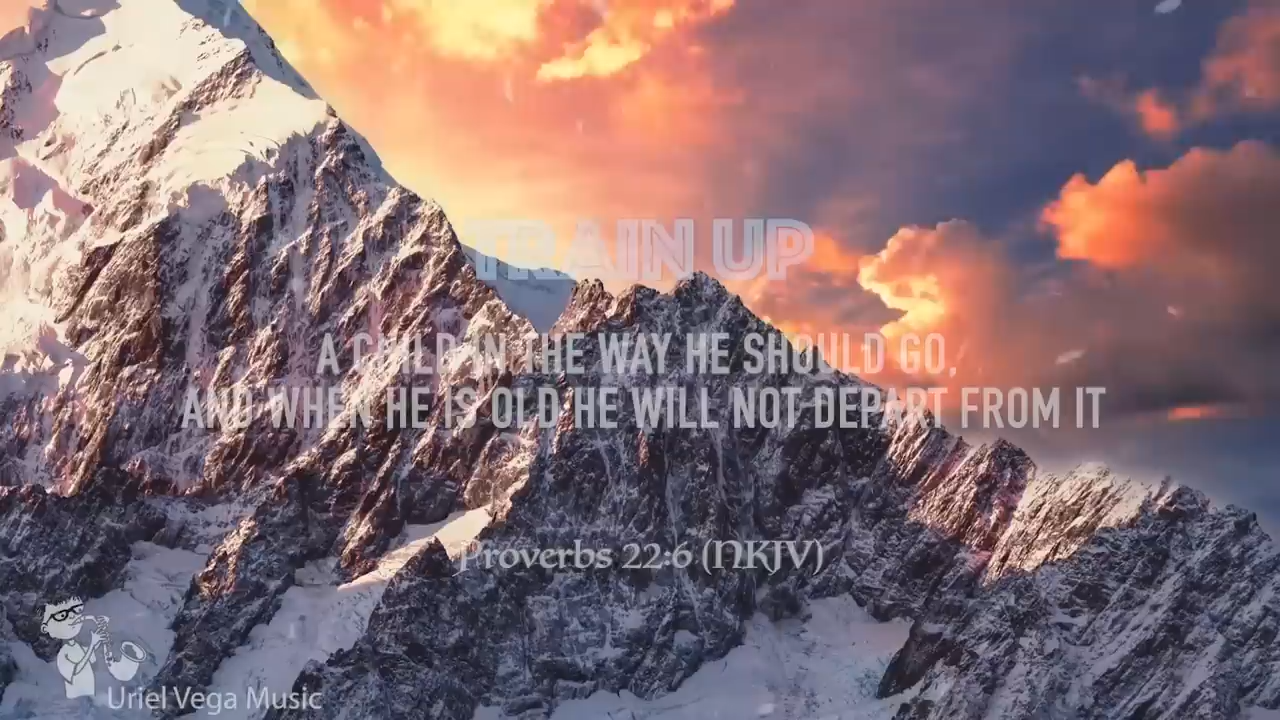 TRAIN UP
A CHILD IN THE WAY HE SHOULD GO,
AND WHEN HE IS OLD HE WILL NOT DEPART FROM IT
Proverbs 22:6 (NKJV)
Uriel Vega Music